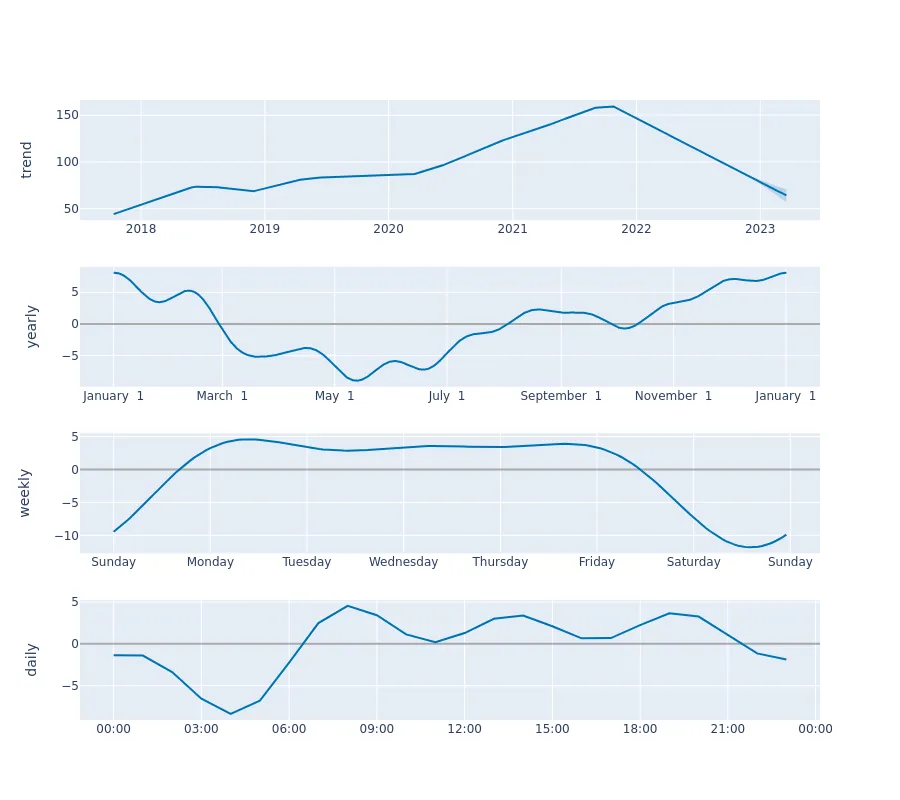 trend
150
100
50
2018 2019 2020 2021 2022 2023
yearly
5
0
−5
January 1 March 1 May 1 July 1 September 1 November 1 January 1
weekly
5
0
−5
−10
Sunday Monday Tuesday Wednesday Thursday Friday Saturday Sunday
daily
5
0
−5
00:00 03:00 06:00 09:00 12:00 15:00 18:00 21:00 00:00